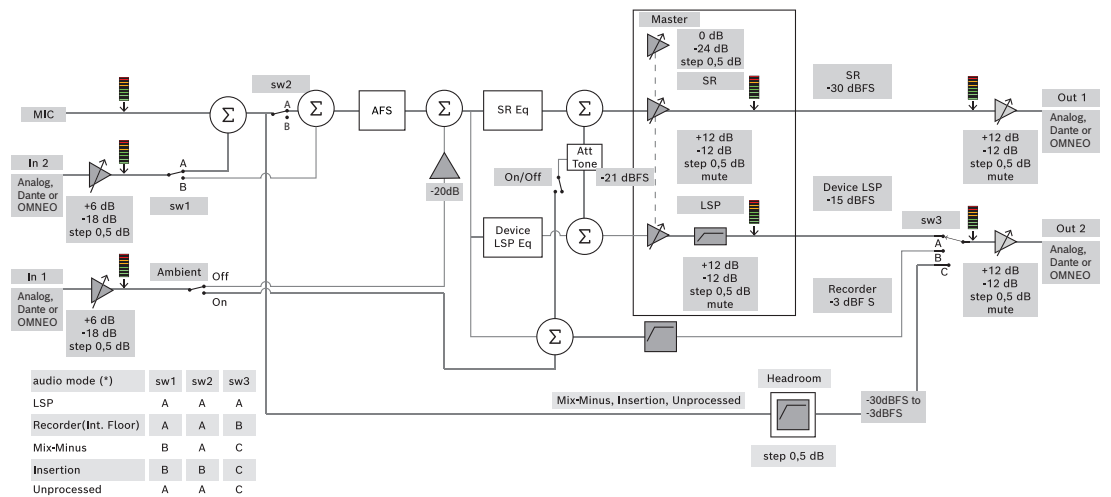 Master
0 dB
-24 dB
step 0,5 dB
SR
SR
-30 dBFS
sw2
A
B
MIC
Σ
Σ
AFS
Σ
SR Eq
Σ
Out 1
Analog,
Dante or
OMNEO
+12 dB
-12 dB
step 0,5 dB
mute
+12 dB
-12 dB
step 0,5 dB
mute
In 2
Analog,
Dante or
OMNEO
A
B
sw1
+6 dB
-18 dB
step 0,5 dB
-20dB
On/Off
Att
Tone
-21 dBFS
Device LSP
-15 dBFS
LSP
Device
LSP Eq
Σ
sw3
A
B
C
Out 2
Analog,
Dante or
OMNEO
+12 dB
-12 dB
step 0,5 dB
mute
+12 dB
-12 dB
step 0,5 dB
mute
In 1
Analog,
Dante or
OMNEO
Ambient
Off
On
+6 dB
-18 dB
step 0,5 dB
Recorder
-3 dBF S
Σ
audio mode (*) sw1 sw2 sw3
LSP A A A
Recorder(Int. Floor) A A B
Mix-Minus B A C
Insertion B B C
Unprocessed A A C
Mix-Minus, Insertion, Unprocessed
Headroom
step 0,5 dB
-30dBFS to
-3dBFS